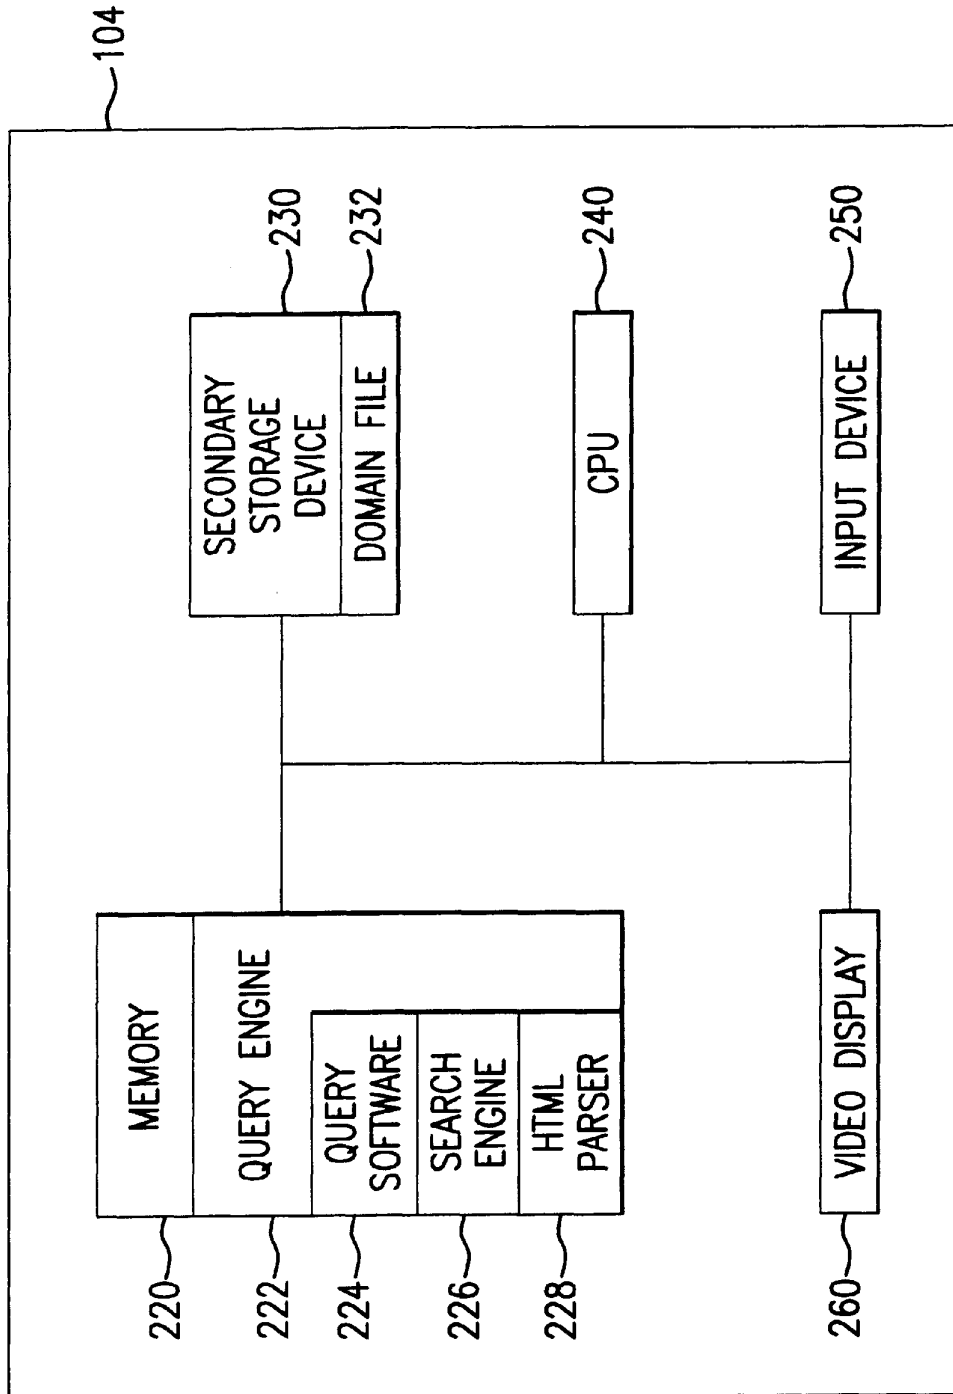 104
MEMORY
220
QUERY ENGINE
222
QUERY
SOFTWARE
224
SEARCH
ENGINE
226
HTML
PARSER
228
SECONDARY
STORAGE
DEVICE
230
DOMAIN FILE
232
CPU
240
VIDEO DISPLAY
260
INPUT DEVICE
250